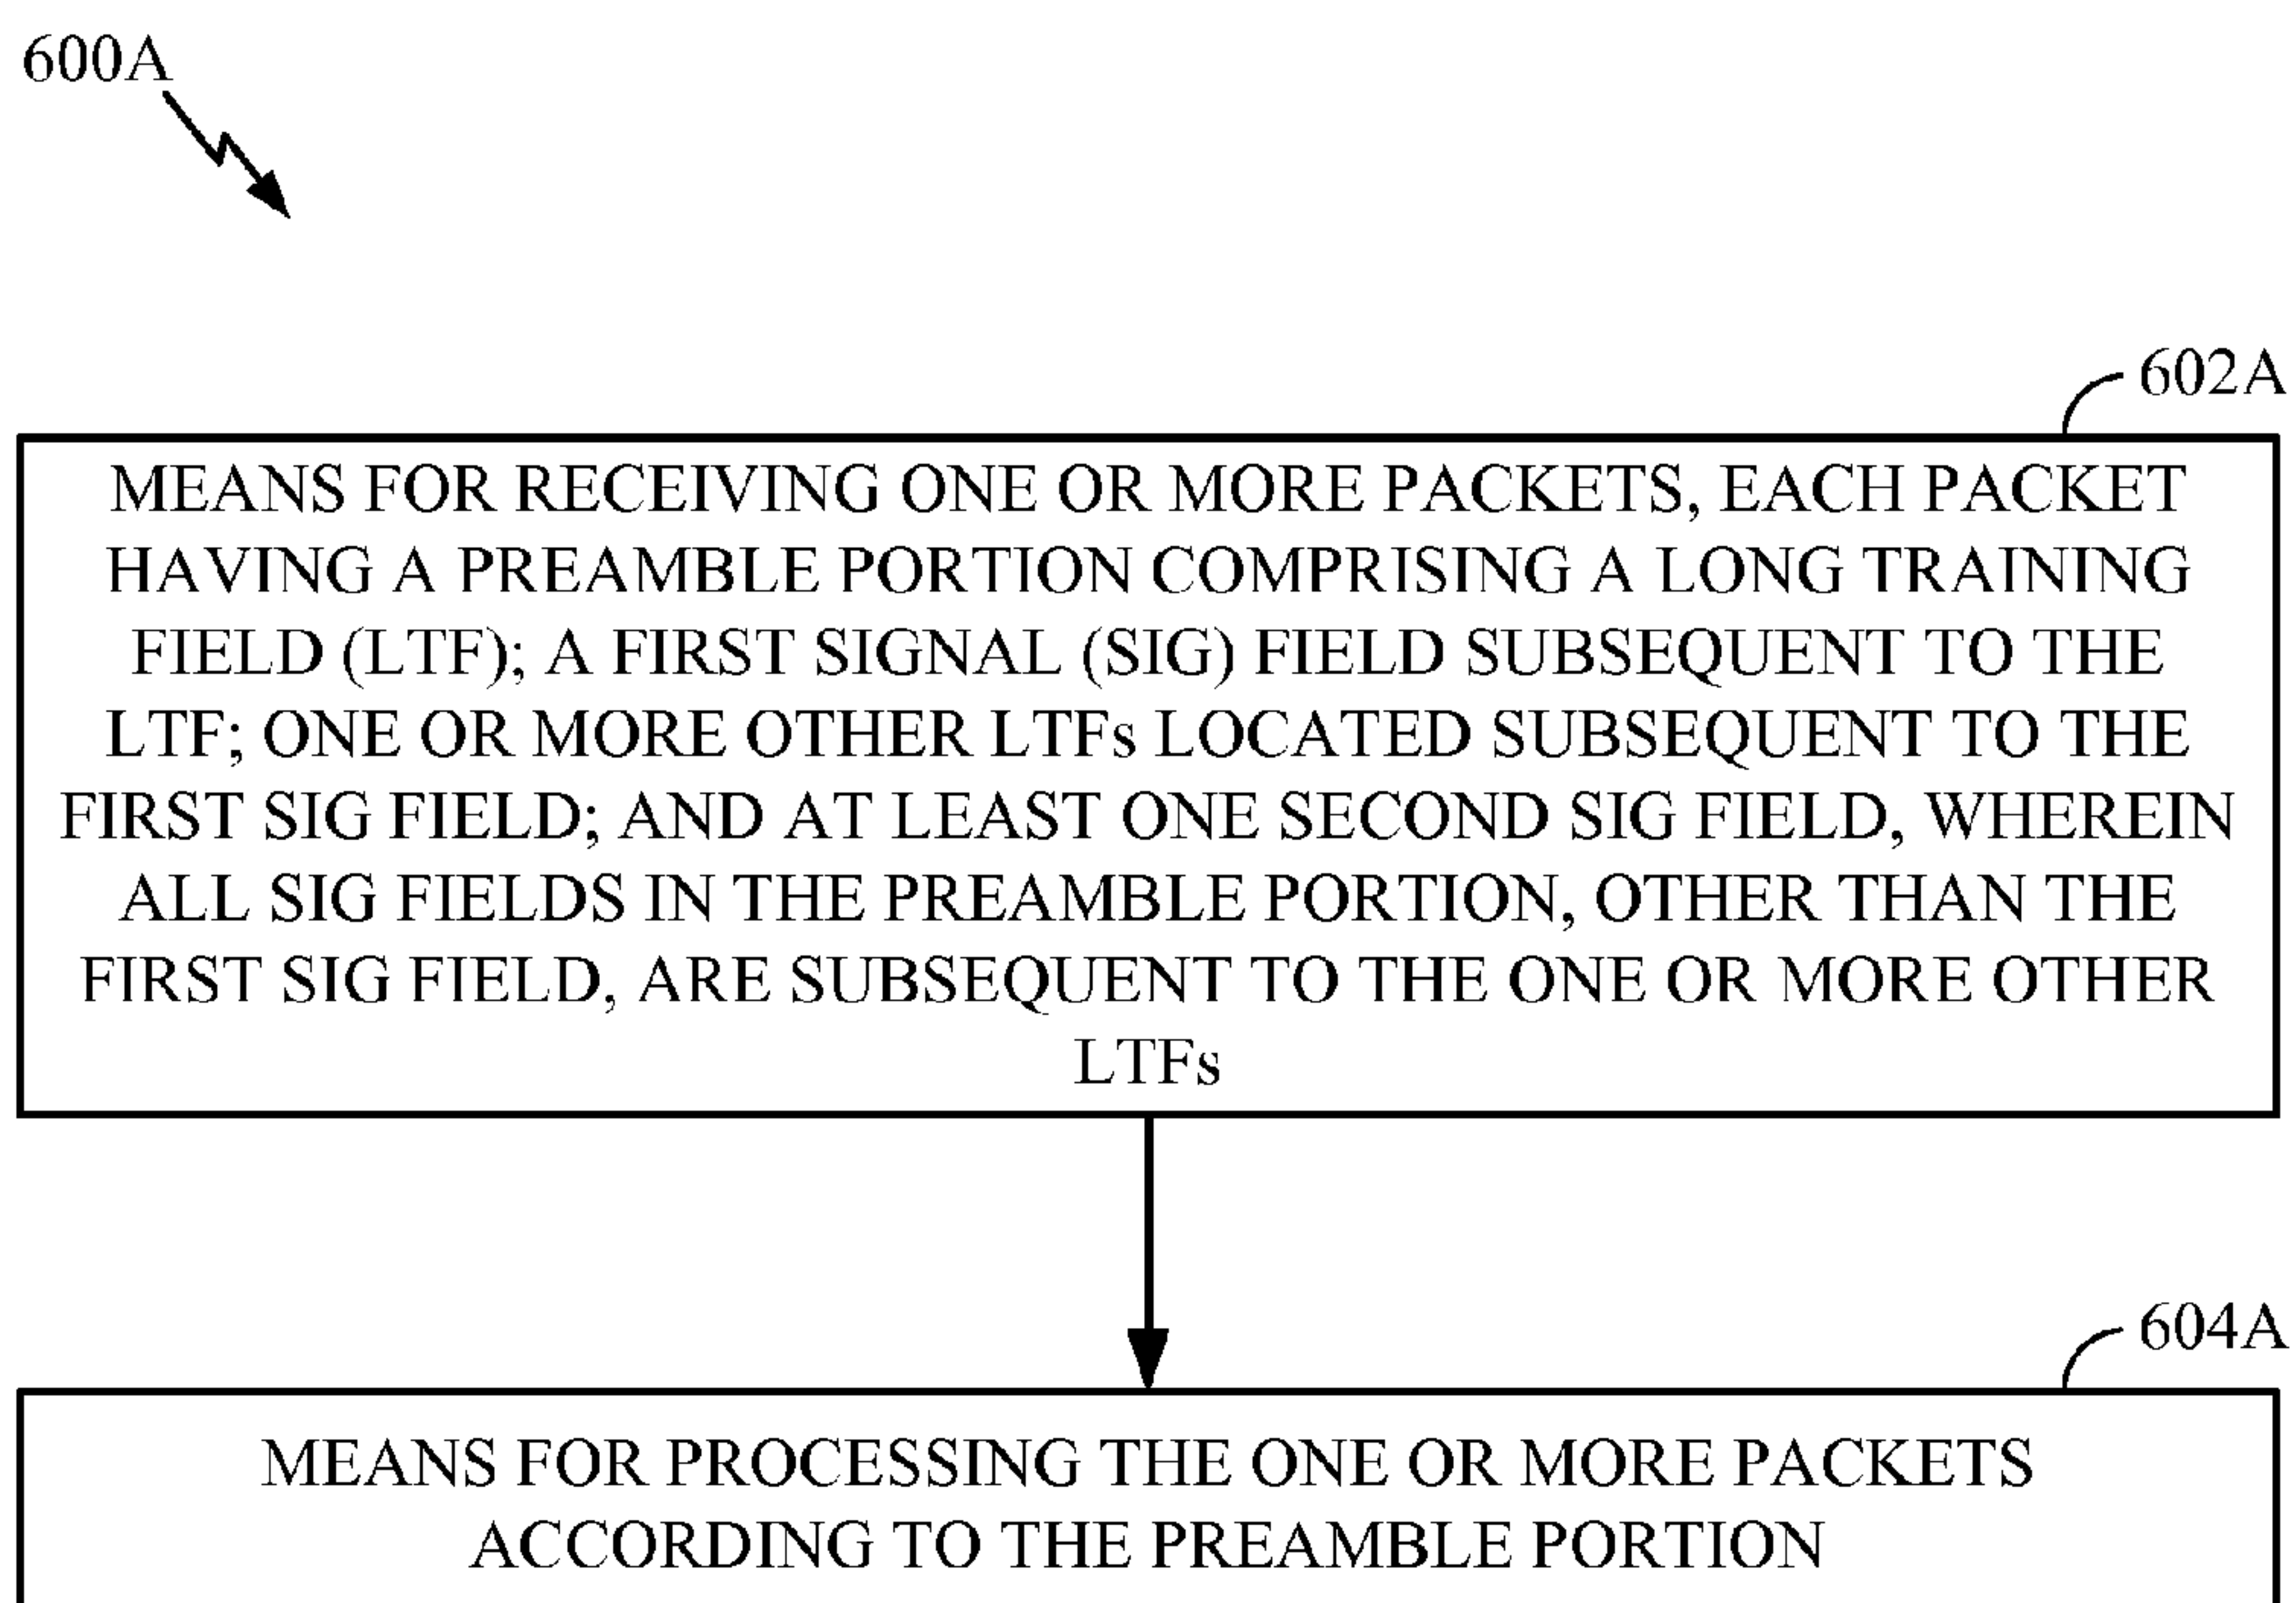 600A
602A
MEANS FOR RECEIVING ONE OR MORE PACKETS, EACH PACKET
HAVING A PREAMBLE PORTION COMPRISING A LONG TRAINING
FIELD (LTF); A FIRST SIGNAL (SIG) FIELD SUBSEQUENT TO THE
LTF; ONE OR MORE OTHER LTFs LOCATED SUBSEQUENT TO THE
FIRST SIG FIELD; AND AT LEAST ONE SECOND SIG FIELD, WHEREIN
ALL SIG FIELDS IN THE PREAMBLE PORTION, OTHER THAN THE
FIRST SIG FIELD, ARE SUBSEQUENT TO THE ONE OR MORE OTHER
LTFs
604A
MEANS FOR PROCESSING THE ONE OR MORE PACKETS
ACCORDING TO THE PREAMBLE PORTION